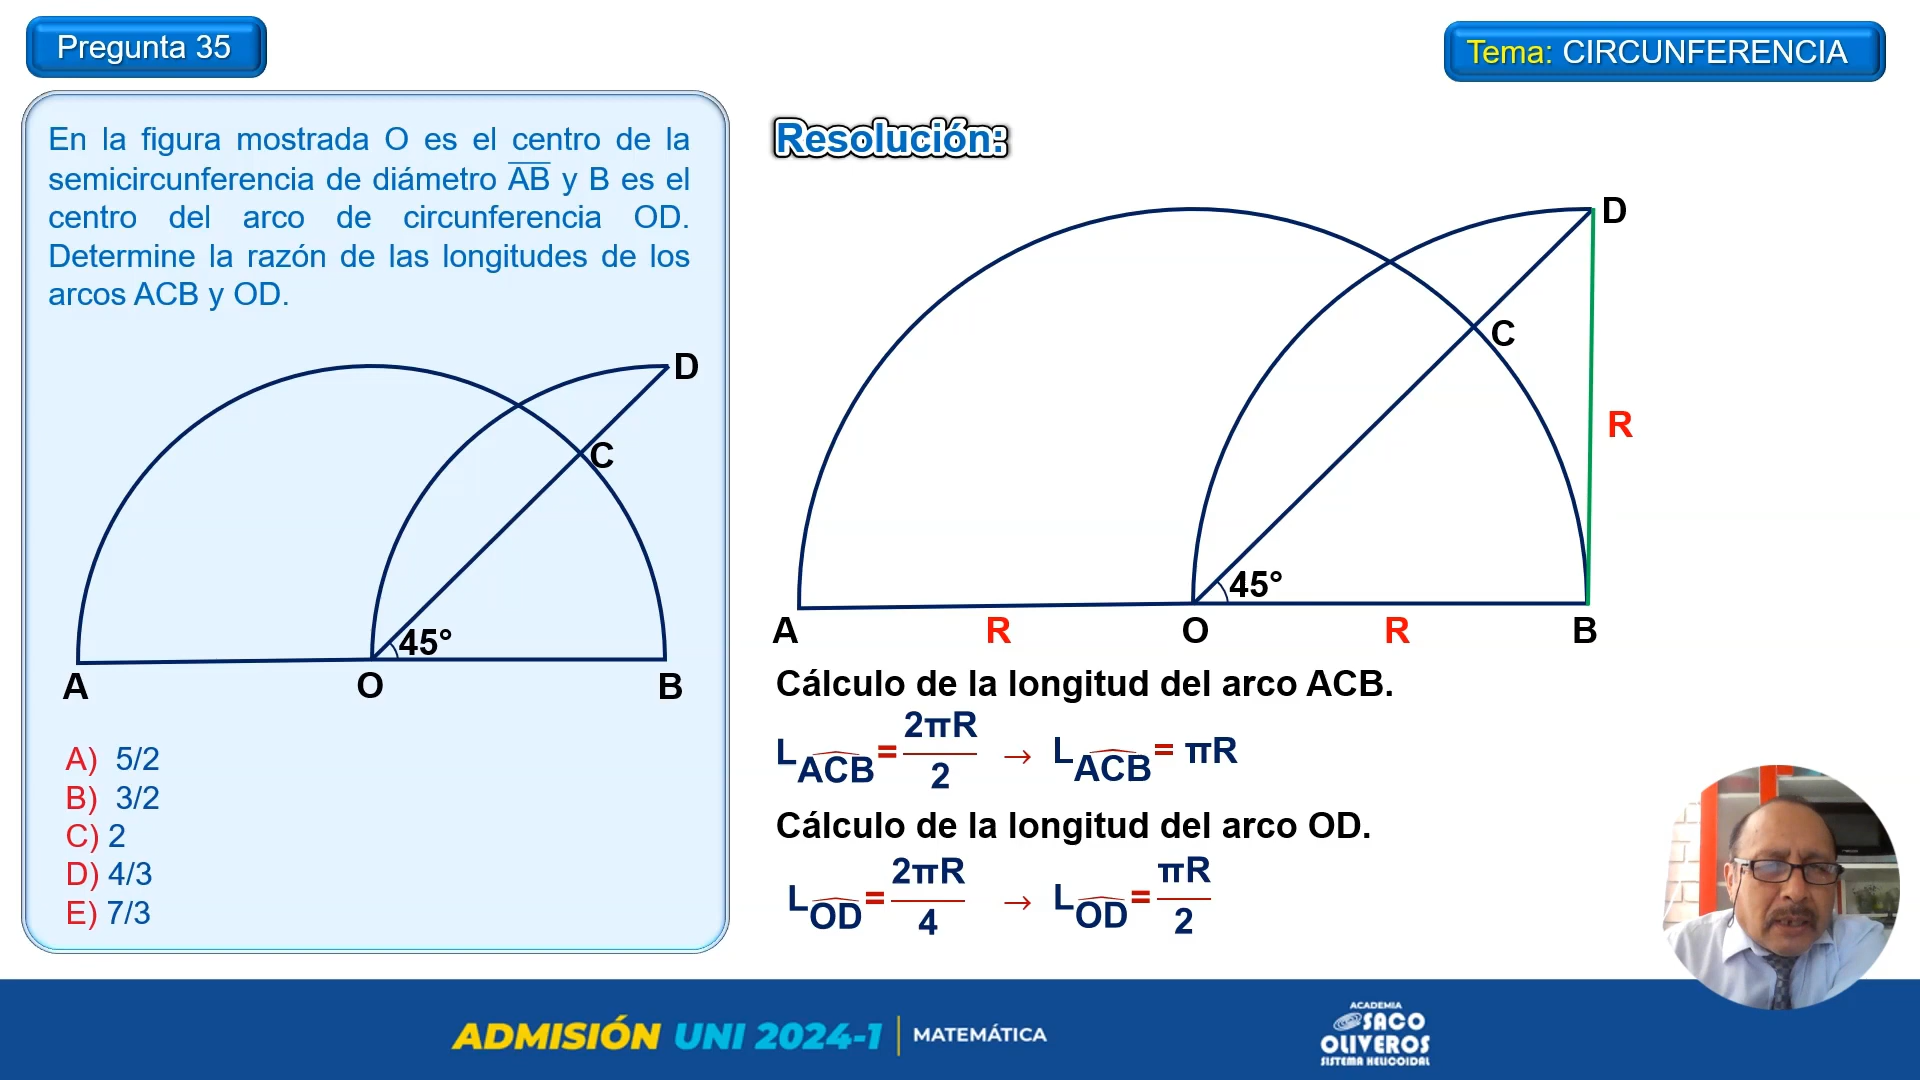 Pregunta 35
Tema: CIRCUNFERENCIA
En la figura mostrada O es el centro de la
semicircunferencia de diámetro AB y B es el
centro del arco de circunferencia OD.
Determine la razón de las longitudes de los
arcos ACB y OD.
D
C
45°
A O B
A) 5/2
B) 3/2
C) 2
D) 4/3
E) 7/3
Resolución:
D
C
R
45°
A R O R B
Cálculo de la longitud del arco ACB.
L ACB = 2πR/2 → L ACB = πR
Cálculo de la longitud del arco OD.
L OD = 2πR/4 → L OD = πR/2
ADMISIÓN UNI 2024-1 | MATEMÁTICA
ACADEMIA
SACO
OLIVEROS
SISTEMA HELICOIDAL